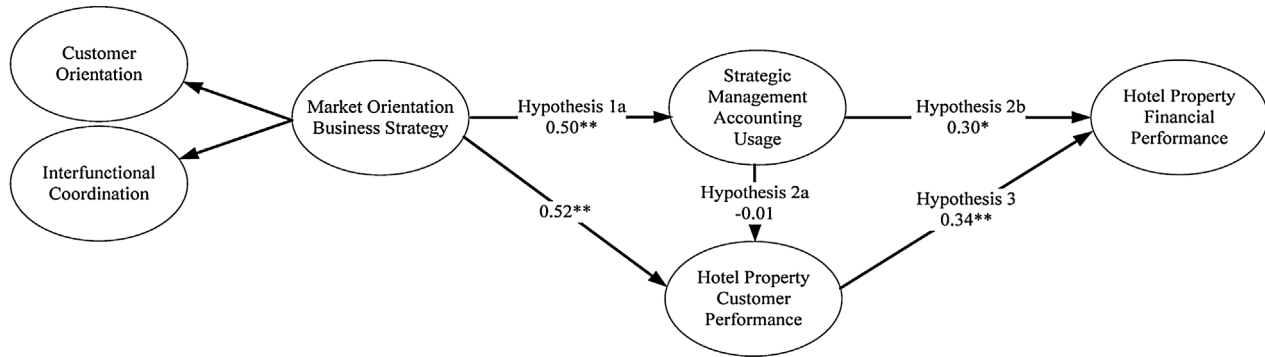 Customer
Orientation
Interfunctional
Coordination
Market Orientation
Business Strategy
Hypothesis 1a
0.50**
0.52**
Strategic
Management
Accounting
Usage
Hypothesis 2a
-0.01
Hotel Property
Customer
Performance
Hypothesis 2b
0.30*
Hypothesis 3
0.34**
Hotel Property
Financial
Performance